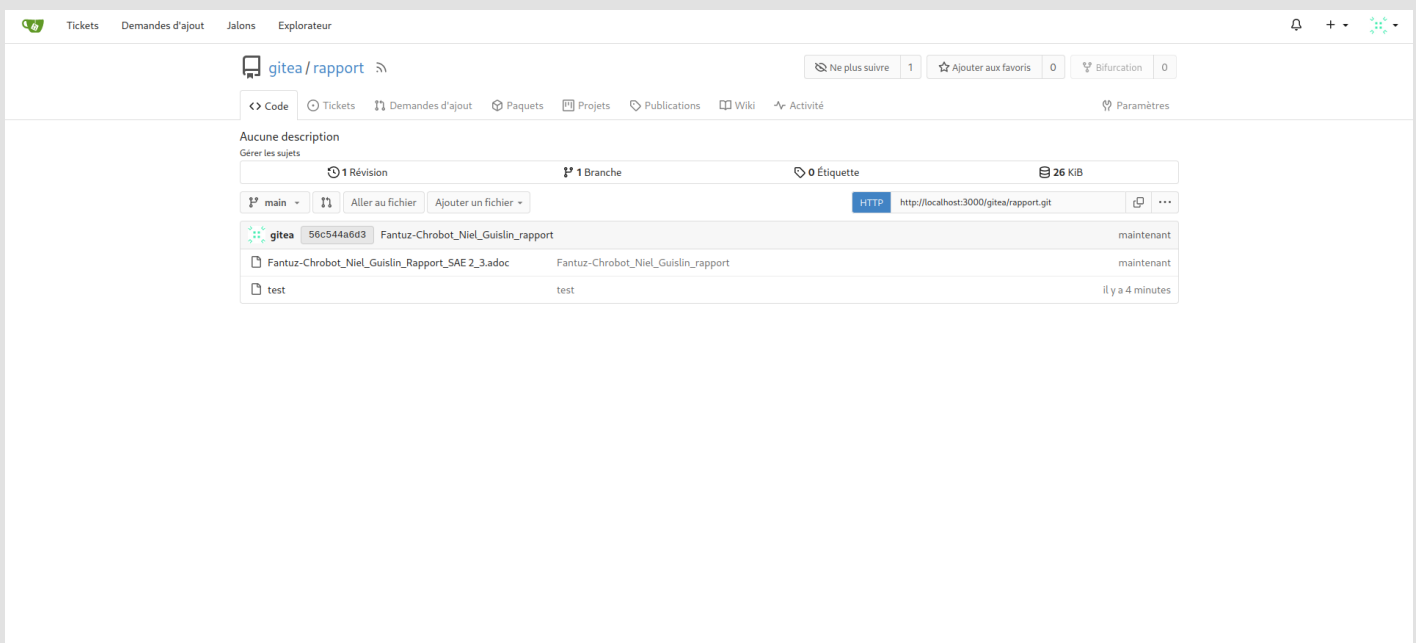 Tickets Demandes d'ajout Jalons Explorateur
gitea / rapport
Ne plus suivre 1 Ajouter aux favoris 0 Bifurcation 0
Code Tickets Demandes d'ajout Paquets Projets Publications Wiki Activité Paramètres
Aucune description
Gérer les sujets
1 Révision 1 Branche 0 Étiquette 26 KiB
main Aller au fichier Ajouter un fichier HTTP http://localhost:3000/gitea/rapport.git
gitea 56c544a6d3 Fantuz-Chrobot_Niel_Guislin_rapport maintenant
Fantuz-Chrobot_Niel_Guislin_Rapport_SAE 2_3.adoc Fantuz-Chrobot_Niel_Guislin_rapport maintenant
test test il y a 4 minutes